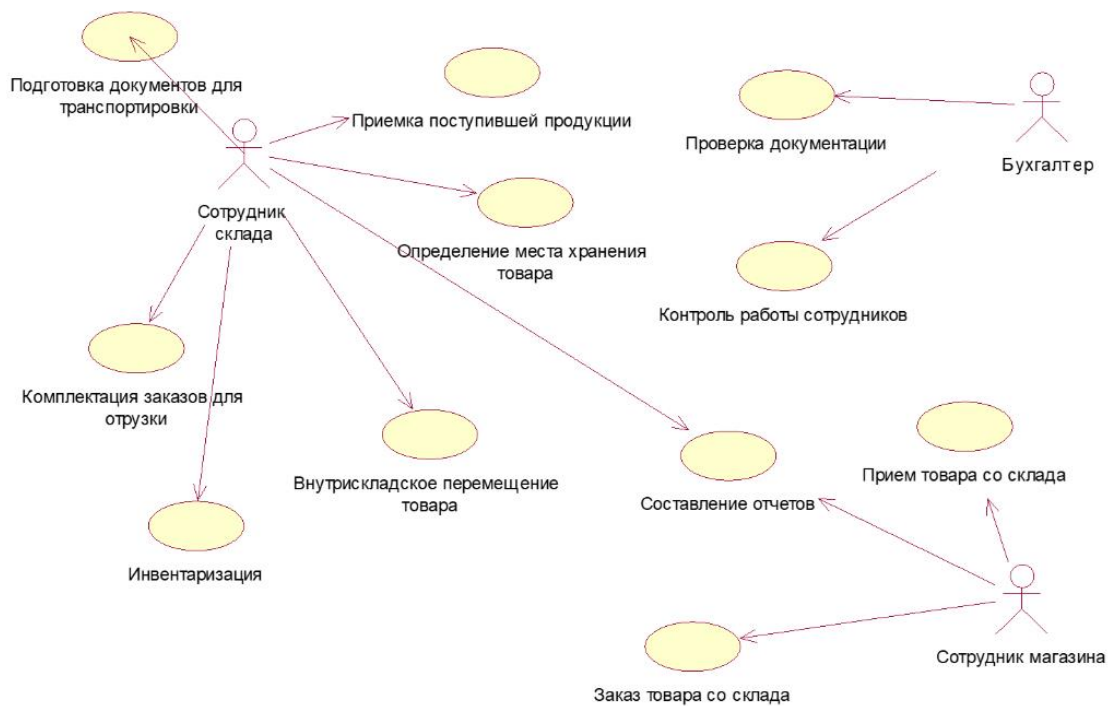 Подготовка документов для
транспортировки
Приемка поступившей продукции
Проверка документации
Бухгалтер
Сотрудник
склада
Определение места хранения
товара
Контроль работы сотрудников
Комплектация заказов для
отрузки
Внутрискладское перемещение
товара
Составление отчетов
Прием товара со склада
Инвентаризация
Сотрудник магазина
Заказ товара со склада